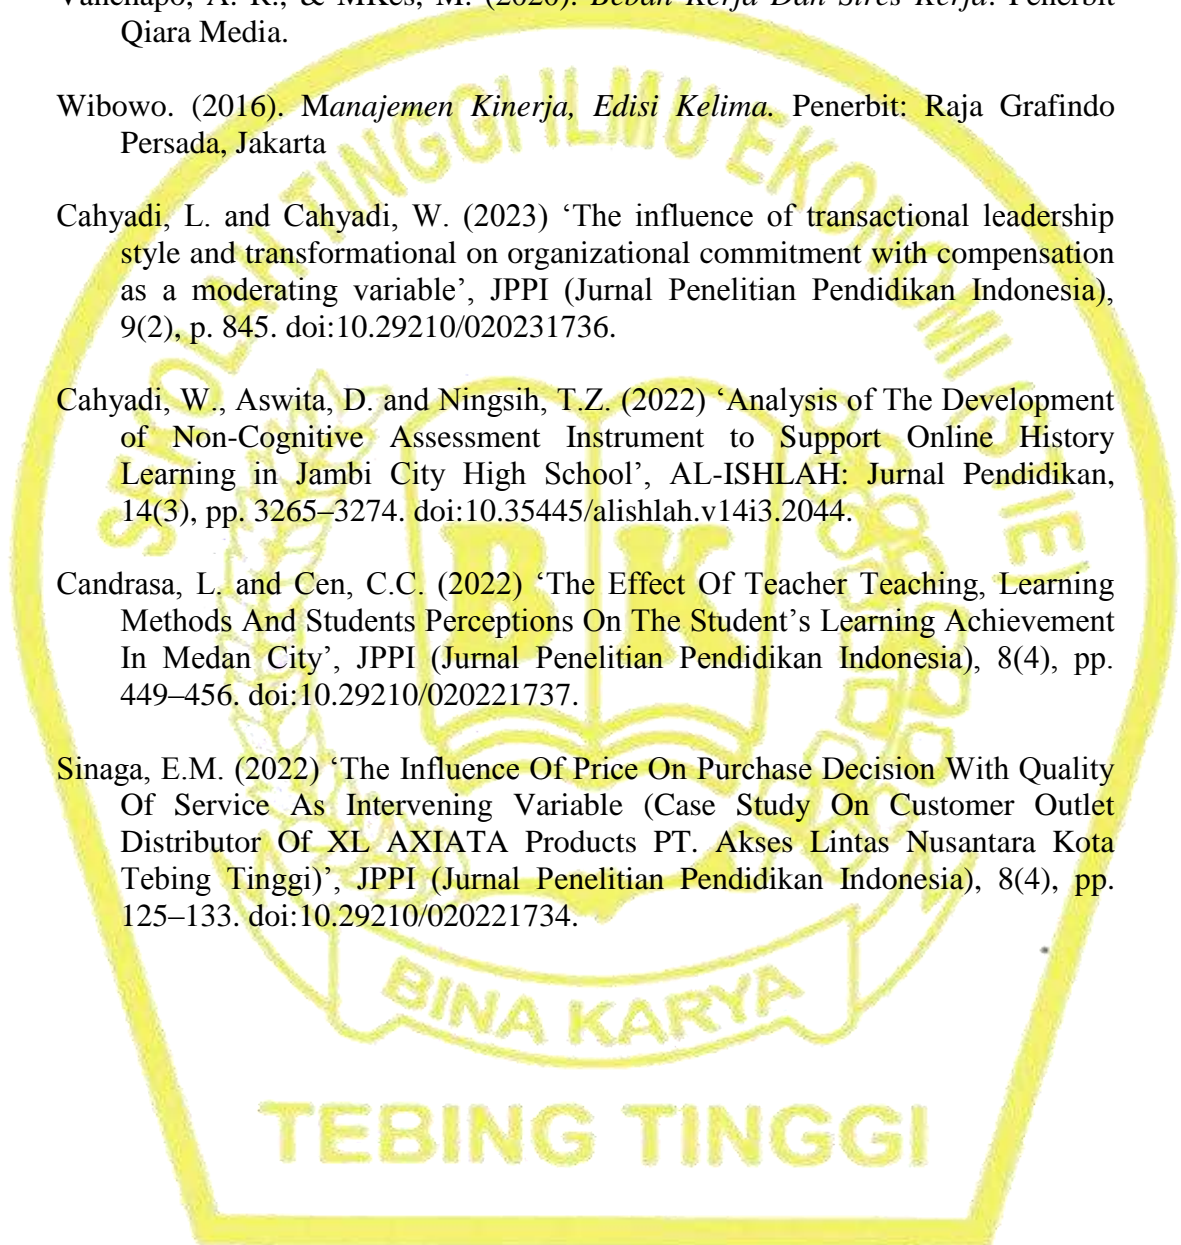 Qiara Media.
Wibowo. (2016). Manajemen Kinerja, Edisi Kelima. Penerbit: Raja Grafindo
Persada, Jakarta
Cahyadi, L. and Cahyadi, W. (2023) ‘The influence of transactional leadership
style and transformational on organizational commitment with compensation
as a moderating variable’, JPPI (Jurnal Penelitian Pendidikan Indonesia),
9(2), p. 845. doi:10.29210/020231736.
Cahyadi, W., Aswita, D. and Ningsih, T.Z. (2022) ‘Analysis of The Development
of Non-Cognitive Assessment Instrument to Support Online History
Learning in Jambi City High School’, AL-ISHLAH: Jurnal Pendidikan,
14(3), pp. 3265–3274. doi:10.35445/alishlah.v14i3.2044.
Candrasa, L. and Cen, C.C. (2022) ‘The Effect Of Teacher Teaching, Learning
Methods And Students Perceptions On The Student’s Learning Achievement
In Medan City’, JPPI (Jurnal Penelitian Pendidikan Indonesia), 8(4), pp.
449–456. doi:10.29210/020221737.
Sinaga, E.M. (2022) ‘The Influence Of Price On Purchase Decision With Quality
Of Service As Intervening Variable (Case Study On Customer Outlet
Distributor Of XL AXIATA Products PT. Akses Lintas Nusantara Kota
Tebing Tinggi)’, JPPI (Jurnal Penelitian Pendidikan Indonesia), 8(4), pp.
125–133. doi:10.29210/020221734.
TINGGI ILMU EKONOMI
BK
BINA KARYA
TEBING TINGGI